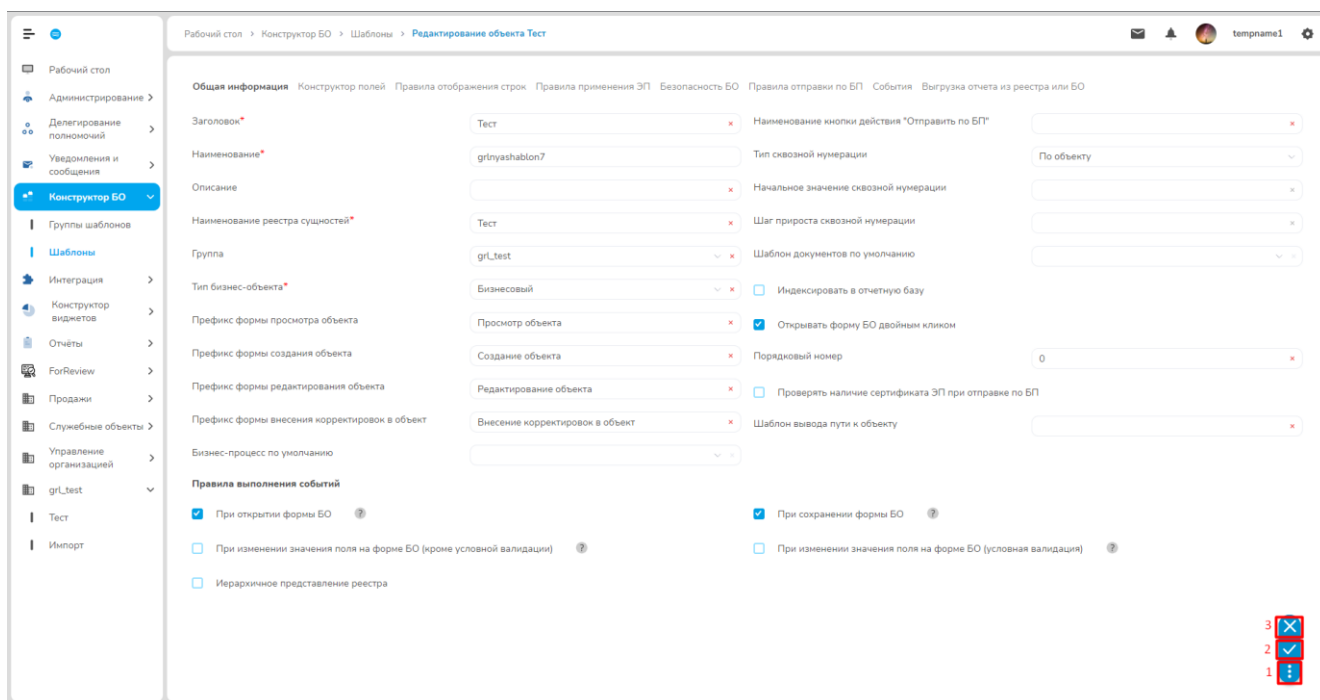 Рабочий стол > Конструктор БО > Шаблоны > Редактирование объекта Тест
tempname1
Рабочий стол
Администрирование
Делегирование
полномочий
Уведомления и
сообщения
Конструктор БО
Группы шаблонов
Шаблоны
Интеграция
Конструктор
виджетов
Отчёты
ForReview
Продажи
Служебные объекты
Управление
организацией
grl_test
Тест
Импорт
Общая информация Конструктор полей Правила отображения строк Правила применения ЭП Безопасность БО Правила отправки по БП События Выгрузка отчета из реестра или БО
Заголовок* Тест
Наименование* grlnyashablon7
Описание
Наименование реестра сущностей* Тест
Группа grl_test
Тип бизнес-объекта* Бизнесовый
Префикс формы просмотра объекта Просмотр объекта
Префикс формы создания объекта Создание объекта
Префикс формы редактирования объекта Редактирование объекта
Префикс формы внесения корректировок в объект Внесение корректировок в объект
Бизнес-процесс по умолчанию
Наименование кнопки действия "Отправить по БП"
Тип сквозной нумерации По объекту
Начальное значение сквозной нумерации
Шаг прироста сквозной нумерации
Шаблон документов по умолчанию
Индексировать в отчетную базу
Открывать форму БО двойным кликом
Порядковый номер 0
Проверять наличие сертификата ЭП при отправке по БП
Шаблон вывода пути к объекту
Правила выполнения событий
При открытии формы БО ?
При сохранении формы БО ?
При изменении значения поля на форме БО (кроме условной валидации) ?
При изменении значения поля на форме БО (условная валидация) ?
Иерархичное представление реестра
3
2
1